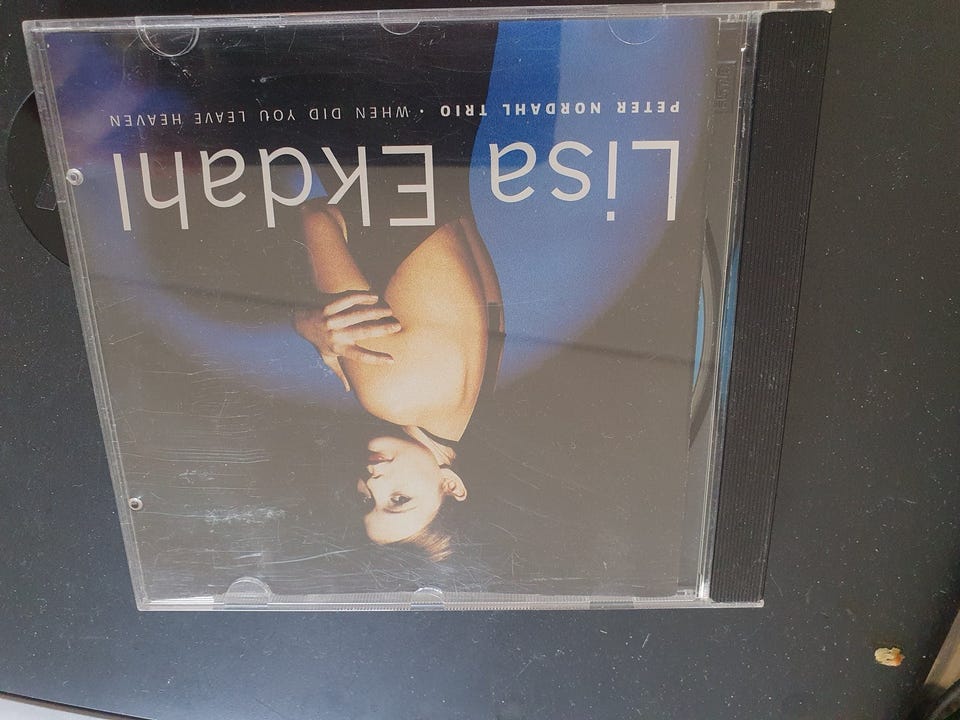 Lisa Ekdahl
PETER NORDAHL TRIO · WHEN DID YOU LEAVE HEAVEN